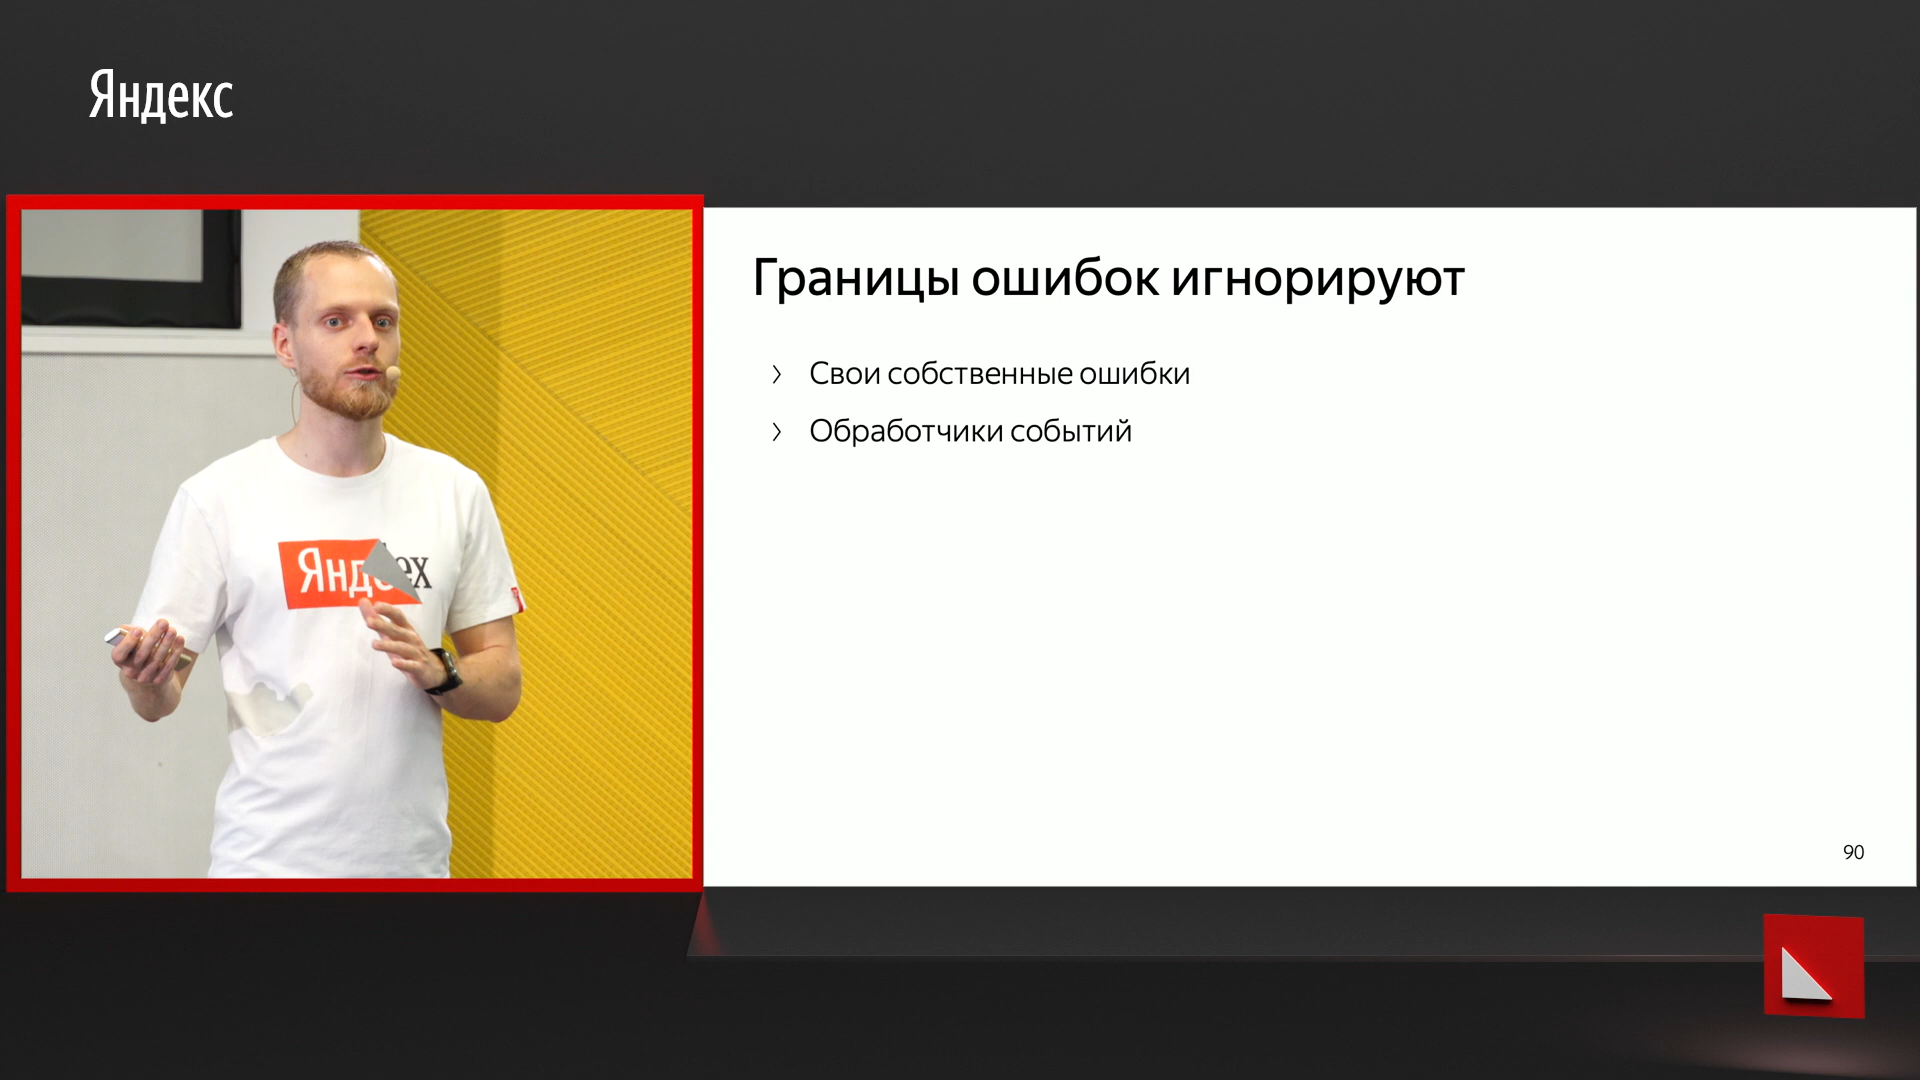 Яндекс
Границы ошибок игнорируют
› Свои собственные ошибки
› Обработчики событий
90